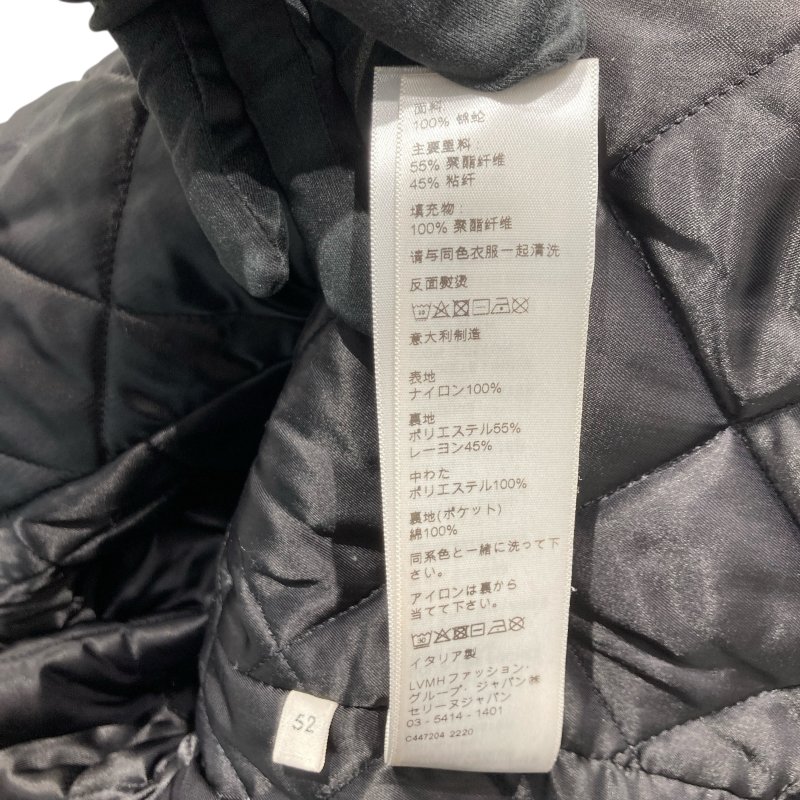 面料:
100% 锦纶
主要里料:
55% 聚酯纤维
45% 粘纤
填充物:
100% 聚酯纤维
请与同色衣服一起清洗
反面熨烫
意大利制造
表地
ナイロン100%
裏地
ポリエステル55%
レーヨン45%
中わた
ポリエステル100%
裏地(ポケット)
綿100%
同系色と一緒に洗って下
さい。
アイロンは裏から
当てて下さい。
イタリア製
LVMHファッション・
グループ・ジャパン㈱
セリーヌジャパン
03 - 5414 - 1401
C447204 2220
52